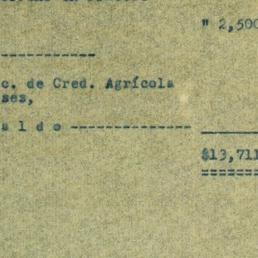 " 2,500
------------
c. de Cred. Agrícola
ses,
a l d o ---------------
$13,711
======